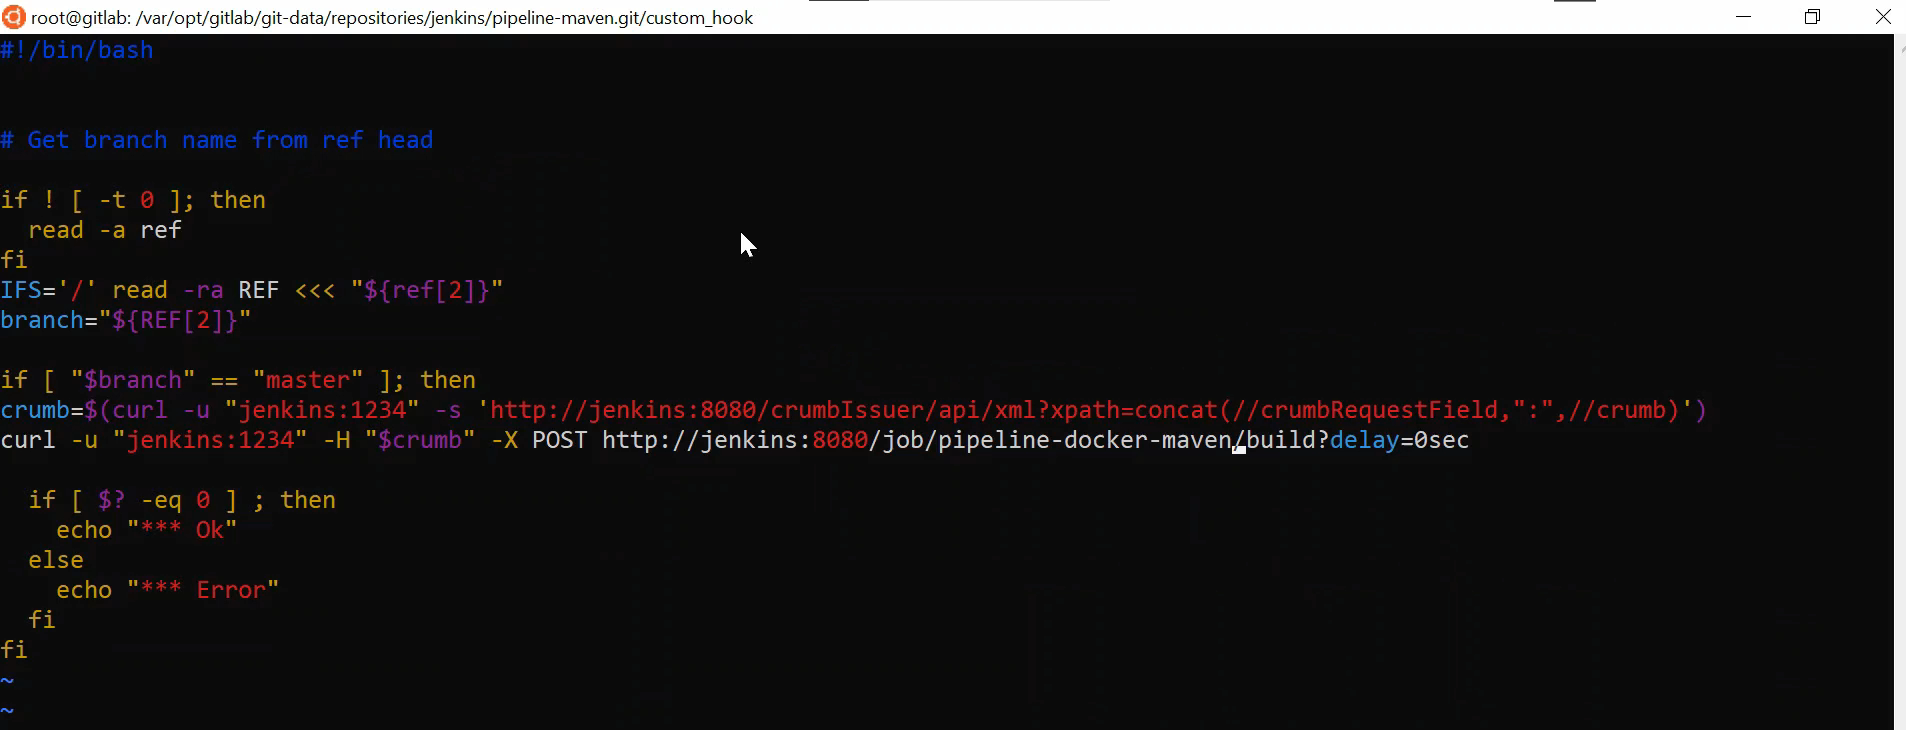 root@gitlab: /var/opt/gitlab/git-data/repositories/jenkins/pipeline-maven.git/custom_hook
#!/bin/bash
# Get branch name from ref head
if ! [ -t 0 ]; then
  read -a ref
fi
IFS='/' read -ra REF <<< "${ref[2]}"
branch="${REF[2]}"
if [ "$branch" == "master" ]; then
crumb=$(curl -u "jenkins:1234" -s 'http://jenkins:8080/crumbIssuer/api/xml?xpath=concat(//crumbRequestField,":",//crumb)')
curl -u "jenkins:1234" -H "$crumb" -X POST http://jenkins:8080/job/pipeline-docker-maven/build?delay=0sec
  if [ $? -eq 0 ] ; then
    echo "*** Ok"
  else
    echo "*** Error"
  fi
fi
~
~